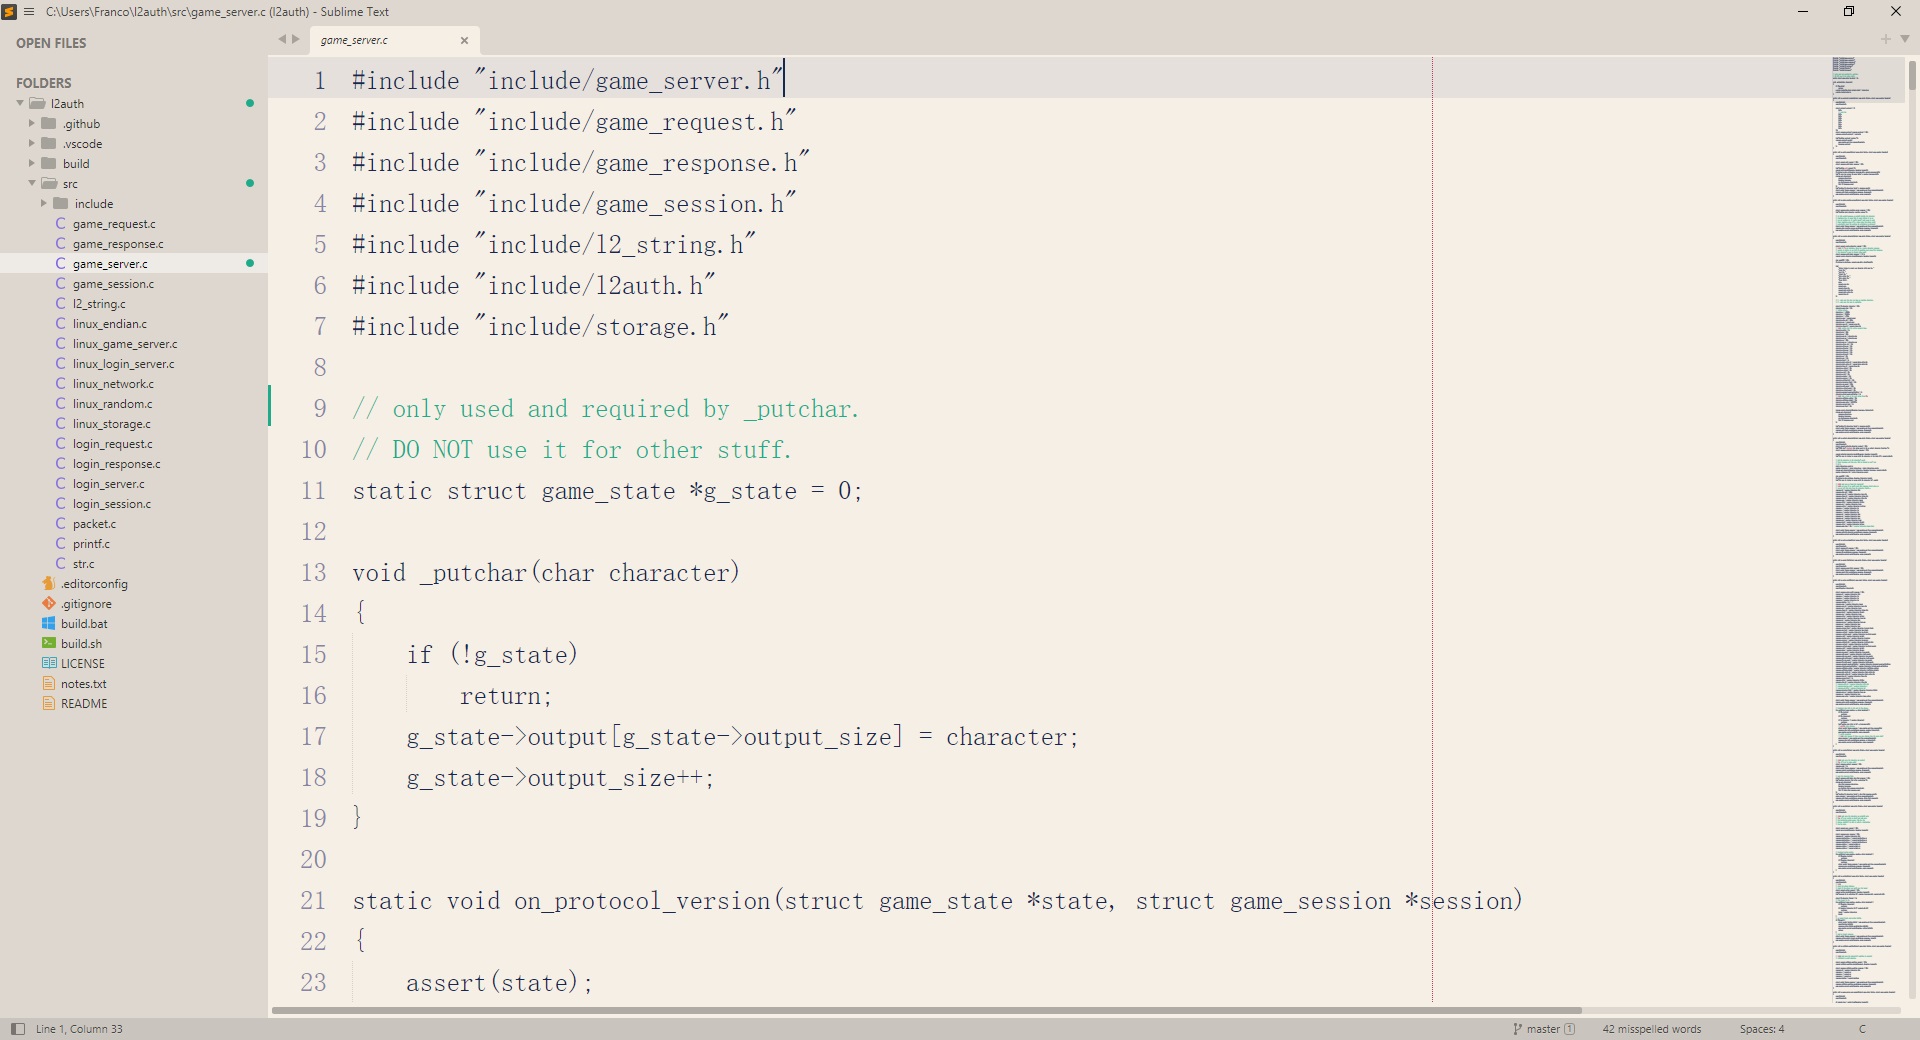 C:\Users\Franco\l2auth\src\game_server.c (l2auth) - Sublime Text
OPEN FILES
FOLDERS
l2auth
.github
.vscode
build
src
include
game_request.c
game_response.c
game_server.c
game_session.c
l2_string.c
linux_endian.c
linux_game_server.c
linux_login_server.c
linux_network.c
linux_random.c
linux_storage.c
login_request.c
login_response.c
login_server.c
login_session.c
packet.c
printf.c
str.c
.editorconfig
.gitignore
build.bat
build.sh
LICENSE
notes.txt
README
game_server.c
1 #include "include/game_server.h"
2 #include "include/game_request.h"
3 #include "include/game_response.h"
4 #include "include/game_session.h"
5 #include "include/l2_string.h"
6 #include "include/l2auth.h"
7 #include "include/storage.h"
8
9 // only used and required by _putchar.
10 // DO NOT use it for other stuff.
11 static struct game_state *g_state = 0;
12
13 void _putchar(char character)
14 {
15     if (!g_state)
16         return;
17     g_state->output[g_state->output_size] = character;
18     g_state->output_size++;
19 }
20
21 static void on_protocol_version(struct game_state *state, struct game_session *session)
22 {
23     assert(state);
Line 1, Column 33
master 1
42 misspelled words
Spaces: 4
C